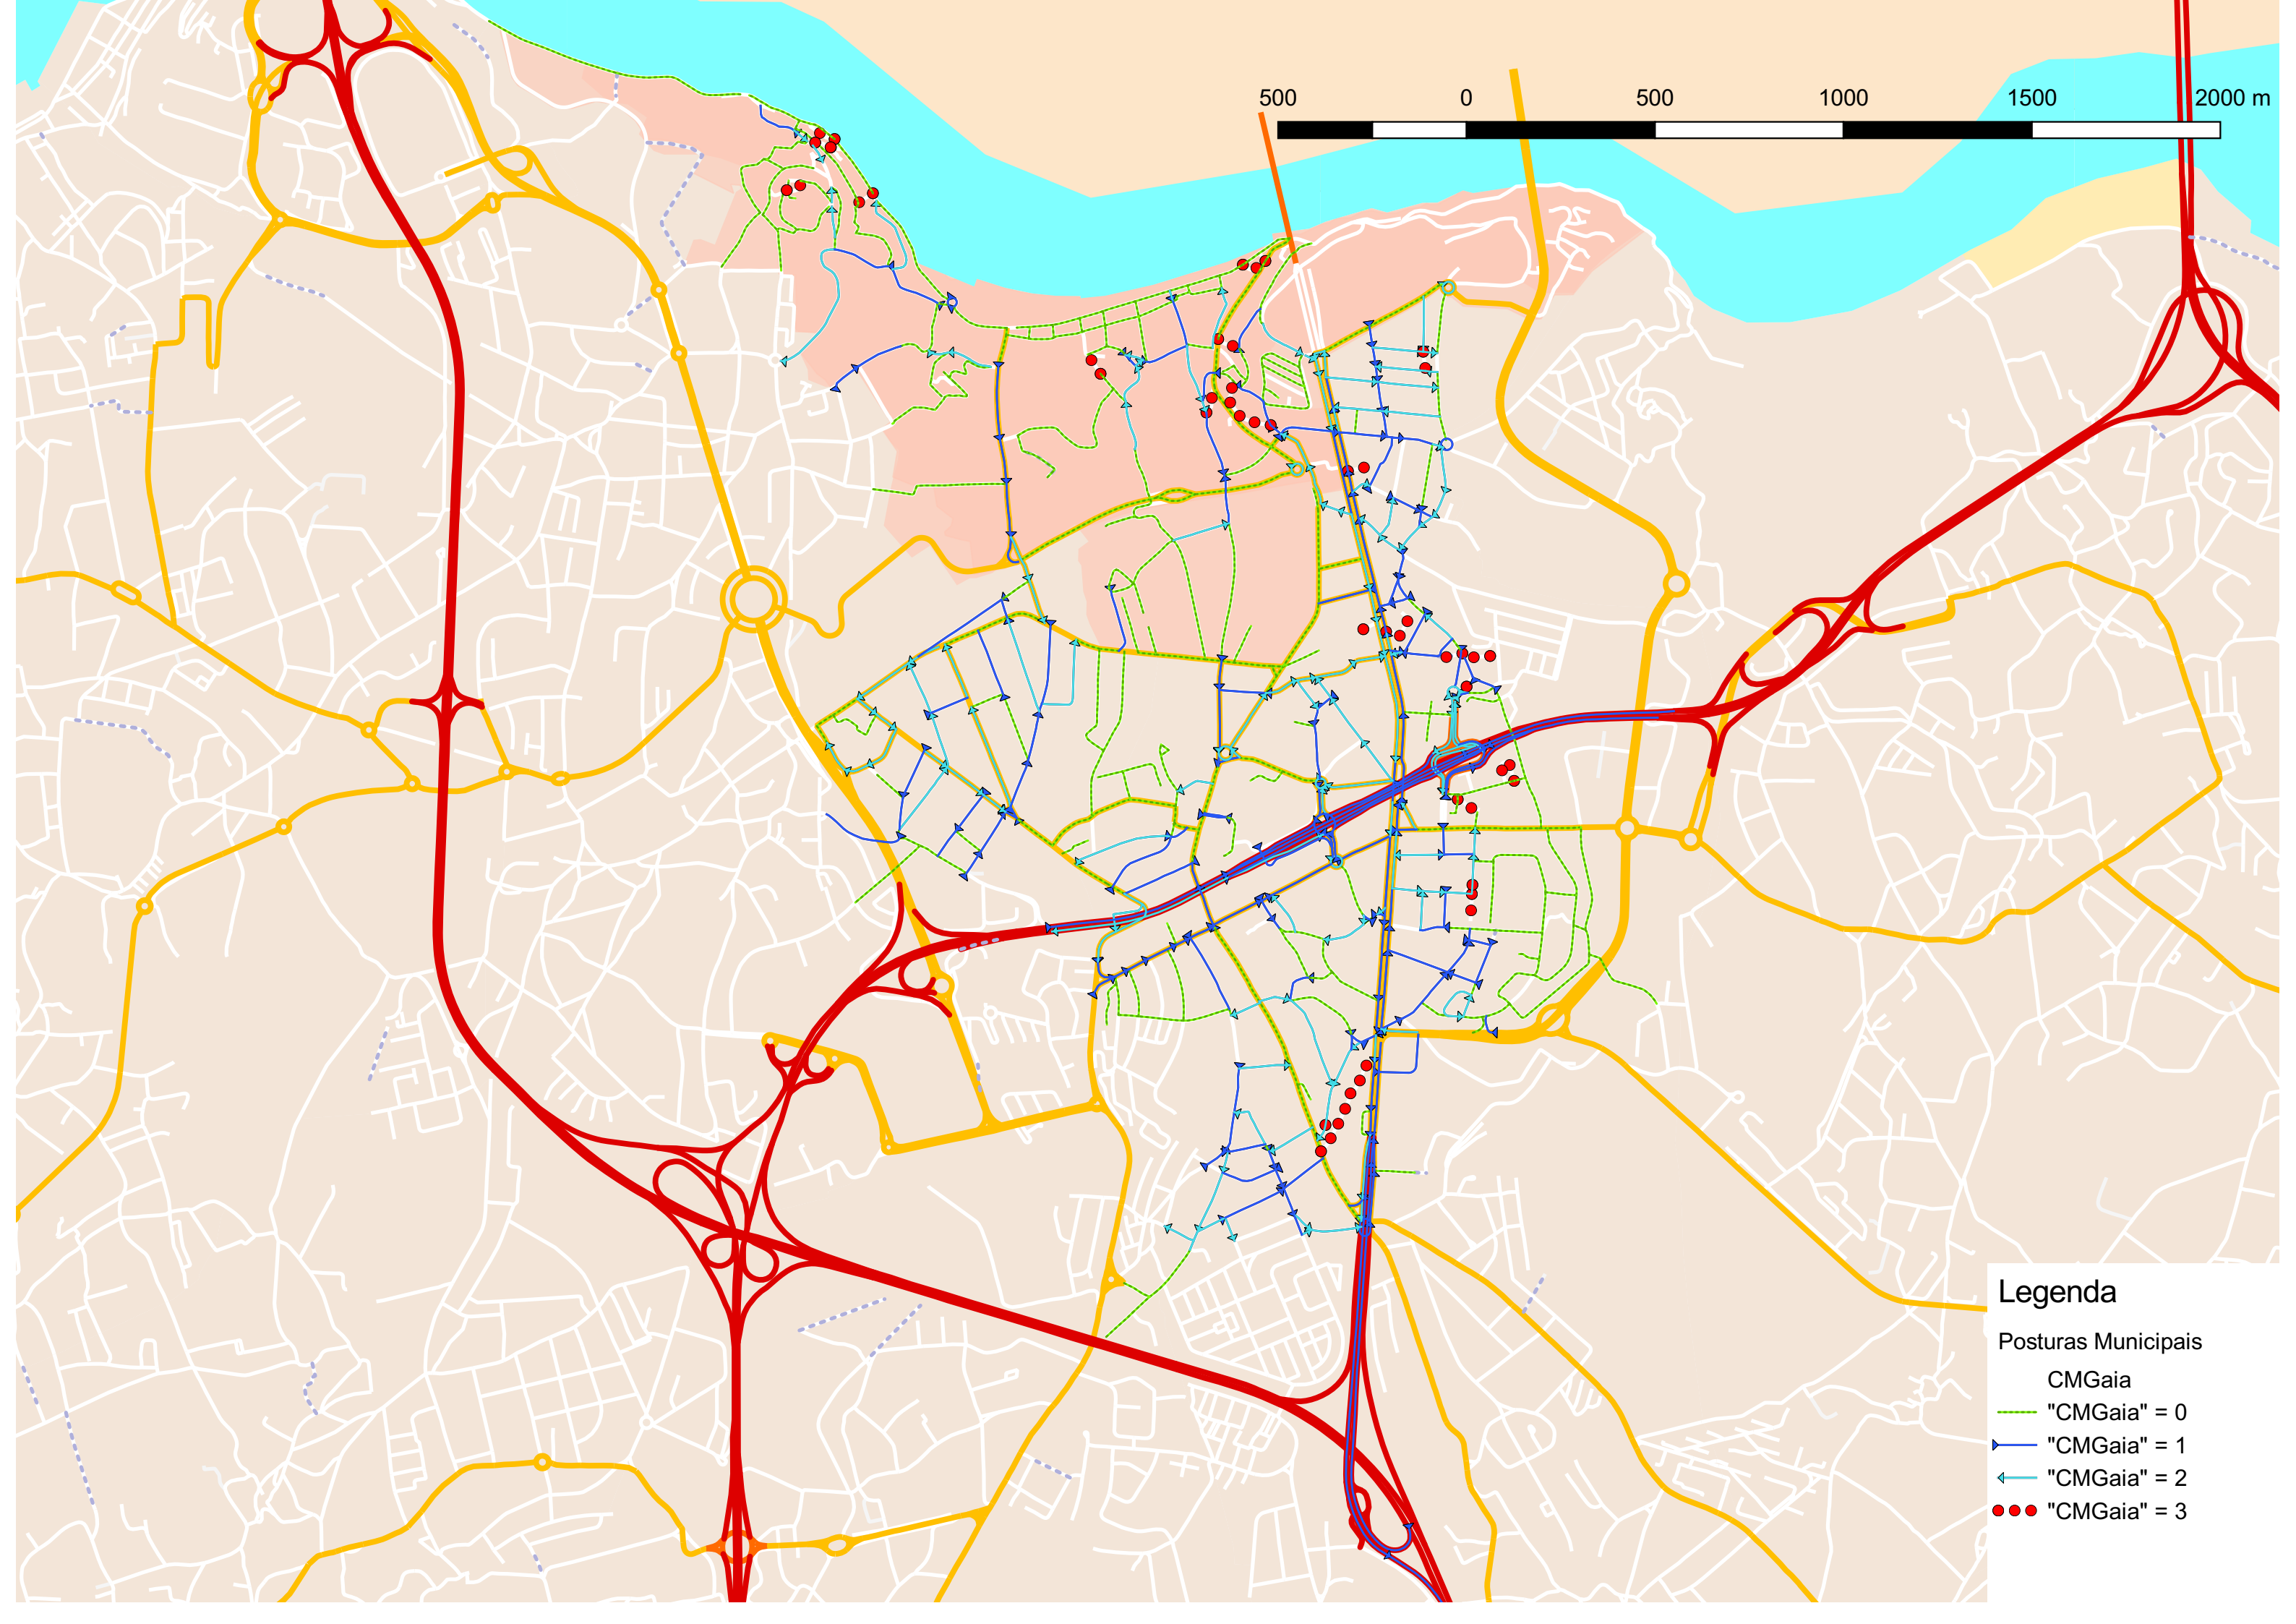 500 0 500 1000 1500 2000 m
Legenda
Posturas Municipais
CMGaia
"CMGaia" = 0
"CMGaia" = 1
"CMGaia" = 2
"CMGaia" = 3